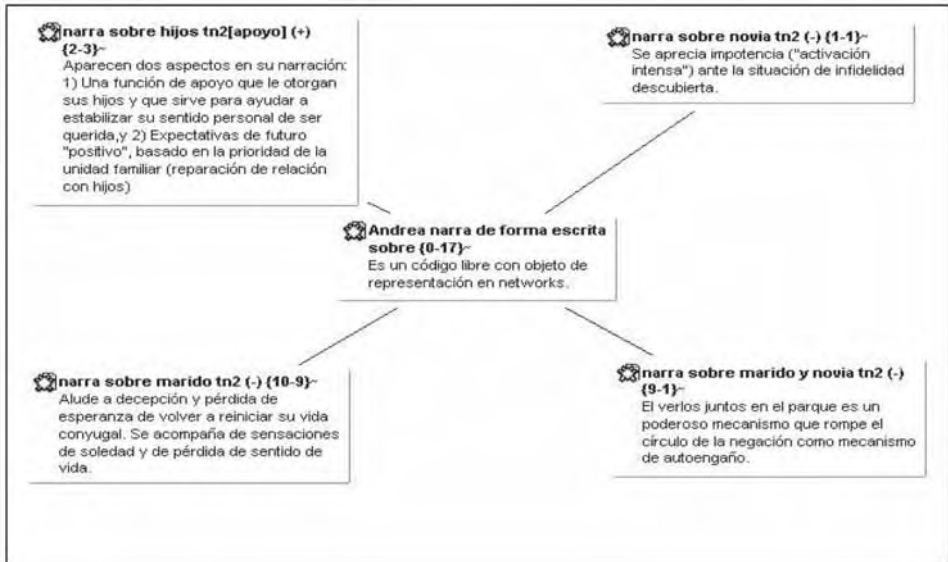 narra sobre hijos tn2[apoyo] (+)
{2-3}~
Aparecen dos aspectos en su narración:
1) Una función de apoyo que le otorgan
sus hijos y que sirve para ayudar a
estabilizar su sentido personal de ser
querida,y 2) Expectativas de futuro
"positivo", basado en la prioridad de la
unidad familiar (reparación de relación
con hijos)
narra sobre novia tn2 (-) {1-1}~
Se aprecia impotencia ("activación
intensa") ante la situación de infidelidad
descubierta.
Andrea narra de forma escrita
sobre {0-17}~
Es un código libre con objeto de
representación en networks.
narra sobre marido tn2 (-) {10-9}~
Alude a decepción y pérdida de
esperanza de volver a reiniciar su vida
conyugal. Se acompaña de sensaciones
de soledad y de pérdida de sentido de
vida.
narra sobre marido y novia tn2 (-)
{9-1}~
El verlos juntos en el parque es un
poderoso mecanismo que rompe el
círculo de la negación como mecanismo
de autoengaño.